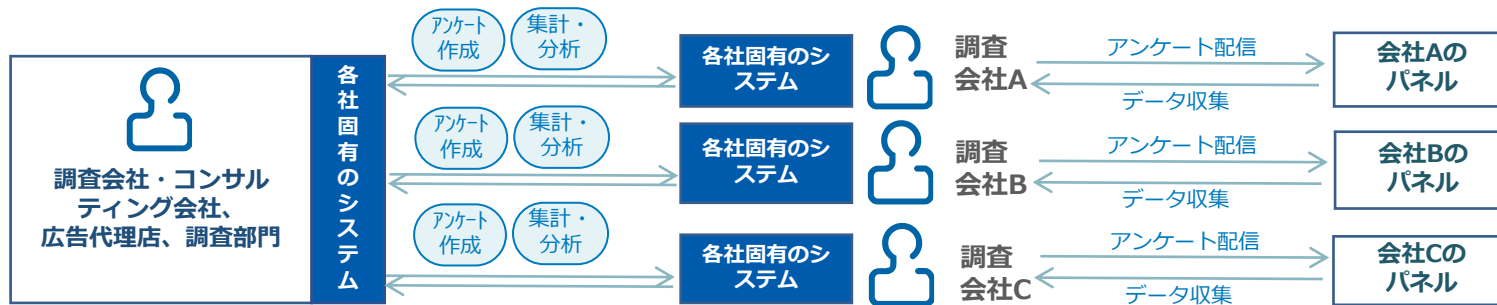 調査会社・コンサル
ティング会社、
広告代理店、調査部門
各社固有のシステム
アンケート
作成
集計・
分析
各社固有のシ
ステム
調査
会社A
アンケート配信
データ収集
会社Aの
パネル
アンケート
作成
集計・
分析
各社固有のシ
ステム
調査
会社B
アンケート配信
データ収集
会社Bの
パネル
アンケート
作成
集計・
分析
各社固有のシ
ステム
調査
会社C
アンケート配信
データ収集
会社Cの
パネル